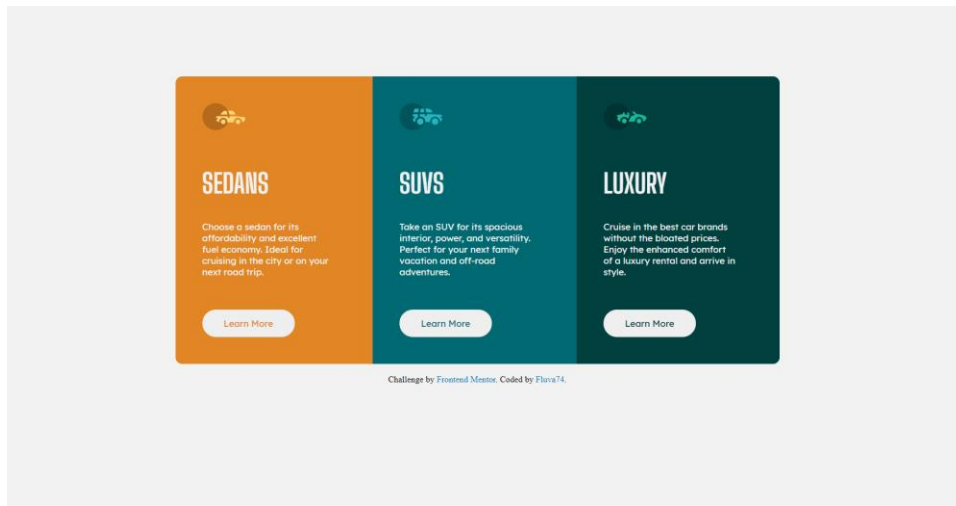 SEDANS
Choose a sedan for its
affordability and excellent
fuel economy. Ideal for
cruising in the city or on your
next road trip.
Learn More
SUVS
Take an SUV for its spacious
interior, power, and versatility.
Perfect for your next family
vacation and off-road
adventures.
Learn More
LUXURY
Cruise in the best car brands
without the bloated prices.
Enjoy the enhanced comfort
of a luxury rental and arrive in
style.
Learn More
Challenge by Frontend Mentor. Coded by Fluva74.